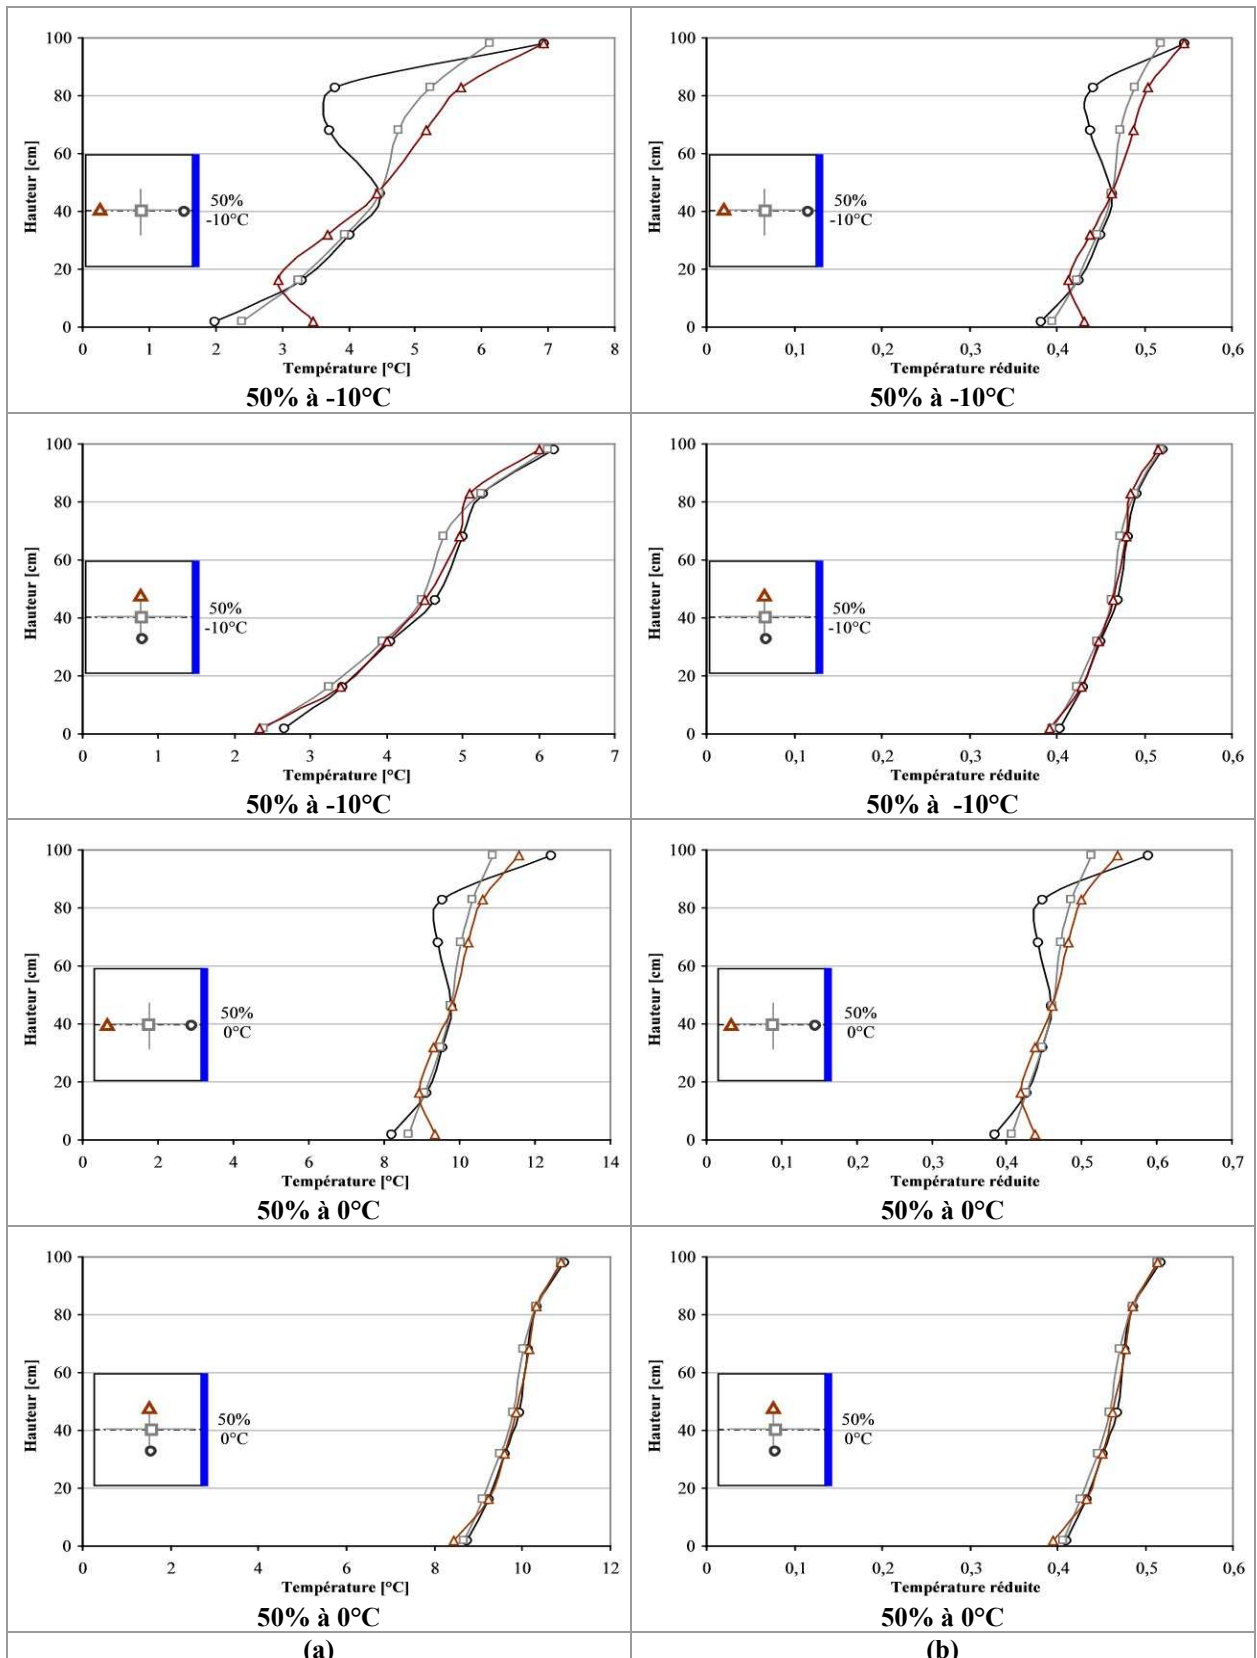 100
80
60
40
20
0
Hauteur [cm]
50%
-10°C
0 1 2 3 4 5 6 7 8
Température [°C]
50% à -10°C
100
80
60
40
20
0
Hauteur [cm]
50%
-10°C
0 0,1 0,2 0,3 0,4 0,5 0,6
Température réduite
50% à -10°C
100
80
60
40
20
0
Hauteur [cm]
50%
-10°C
0 1 2 3 4 5 6 7
Température [°C]
50% à -10°C
100
80
60
40
20
0
Hauteur [cm]
50%
-10°C
0 0,1 0,2 0,3 0,4 0,5 0,6
Température réduite
50% à -10°C
100
80
60
40
20
0
Hauteur [cm]
50%
0°C
0 2 4 6 8 10 12 14
Température [°C]
50% à 0°C
100
80
60
40
20
0
Hauteur [cm]
50%
0°C
0 0,1 0,2 0,3 0,4 0,5 0,6 0,7
Température réduite
50% à 0°C
100
80
60
40
20
0
Hauteur [cm]
50%
0°C
0 2 4 6 8 10 12
Température [°C]
50% à 0°C
100
80
60
40
20
0
Hauteur [cm]
50%
0°C
0 0,1 0,2 0,3 0,4 0,5 0,6
Température réduite
50% à 0°C
(a)
(b)